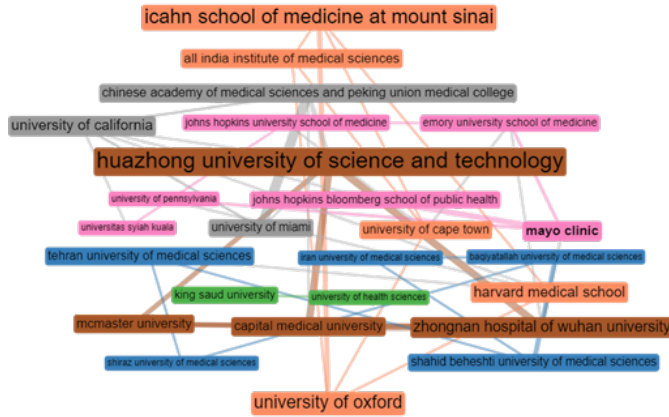 icahn school of medicine at mount sinai
all india institute of medical sciences
chinese academy of medical sciences and peking union medical college
university of california
johns hopkins university school of medicine
emory university school of medicine
huazhong university of science and technology
university of pennsylvania
johns hopkins bloomberg school of public health
universitas syiah kuala
university of miami
university of cape town
mayo clinic
tehran university of medical sciences
iran university of medical sciences
baqiyatallah university of medical sciences
king saud university
university of health sciences
harvard medical school
mcmaster university
capital medical university
zhongnan hospital of wuhan university
shiraz university of medical sciences
shahid beheshti university of medical sciences
university of oxford